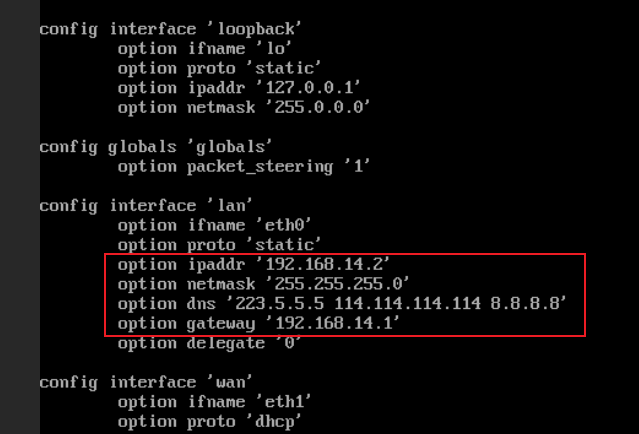 config interface 'loopback'
option ifname 'lo'
option proto 'static'
option ipaddr '127.0.0.1'
option netmask '255.0.0.0'
config globals 'globals'
option packet_steering '1'
config interface 'lan'
option ifname 'eth0'
option proto 'static'
option ipaddr '192.168.14.2'
option netmask '255.255.255.0'
option dns '223.5.5.5 114.114.114.114 8.8.8.8'
option gateway '192.168.14.1'
option delegate '0'
config interface 'wan'
option ifname 'eth1'
option proto 'dhcp'